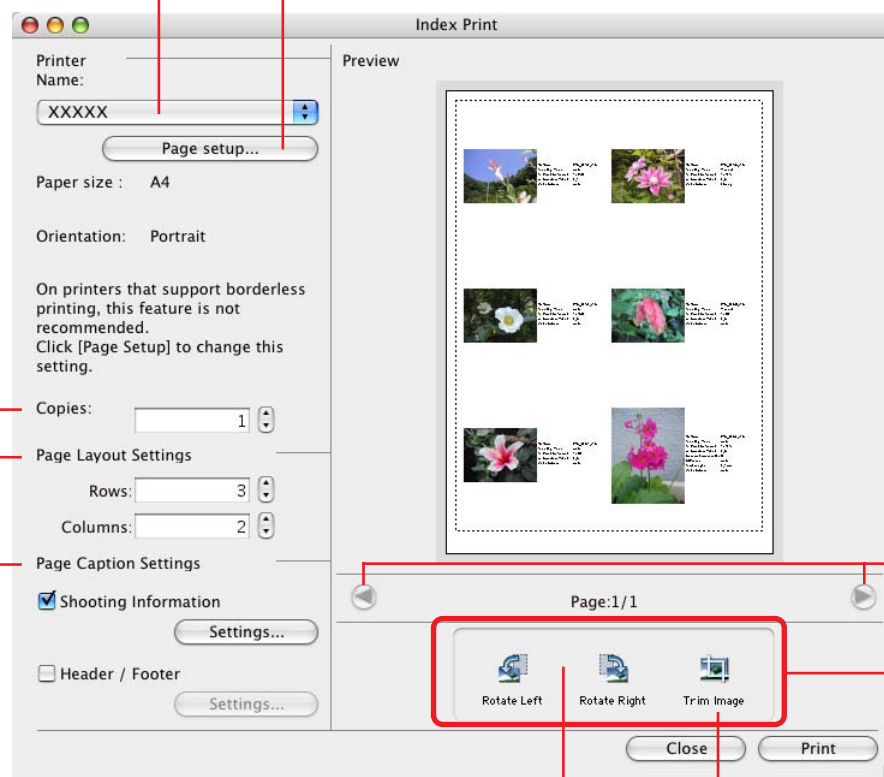 Index Print
Printer
Name:
XXXXX
Page setup...
Paper size : A4
Orientation: Portrait
On printers that support borderless
printing, this feature is not
recommended.
Click [Page Setup] to change this
setting.
Copies: 1
Page Layout Settings
Rows: 3
Columns: 2
Page Caption Settings
Shooting Information
Settings...
Header / Footer
Settings...
Preview
Page:1/1
Rotate Left Rotate Right Trim Image
Close Print